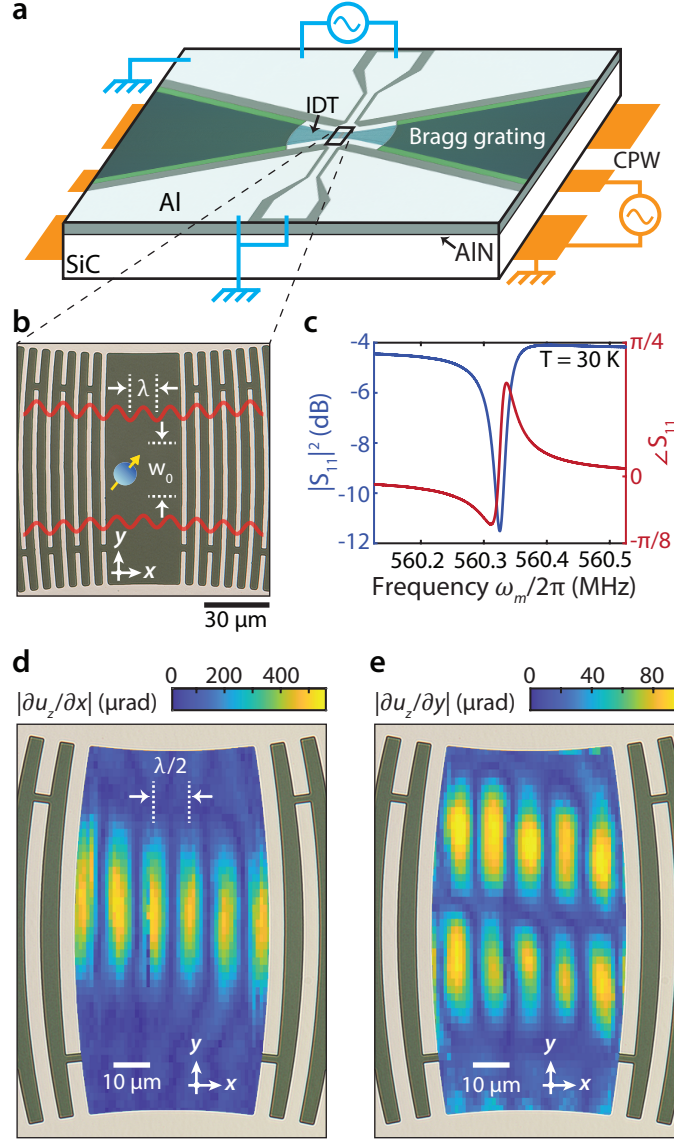 a
IDT
Bragg grating
CPW
Al
AlN
SiC
b
λ
w₀
y
x
30 μm
c
T = 30 K
|S₁₁|² (dB)
-4
-6
-8
-10
-12
π/4
0
-π/8
∠S₁₁
560.2 560.3 560.4 560.5
Frequency ωₘ/2π (MHz)
d
0 200 400
|∂u_z/∂x| (μrad)
λ/2
10 μm
y
x
e
0 40 80
|∂u_z/∂y| (μrad)
10 μm
y
x